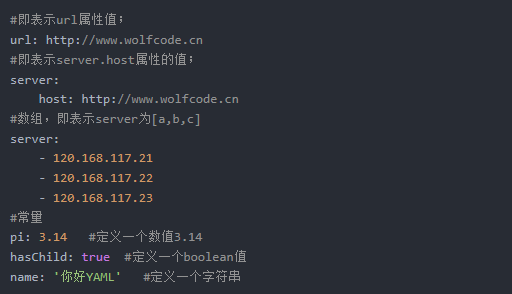 #即表示url属性值；
url: http://www.wolfcode.cn
#即表示server.host属性的值；
server:
    host: http://www.wolfcode.cn
#数组，即表示server为[a,b,c]
server:
    - 120.168.117.21
    - 120.168.117.22
    - 120.168.117.23
#常量
pi: 3.14   #定义一个数值3.14
hasChild: true  #定义一个boolean值
name: '你好YAML'   #定义一个字符串